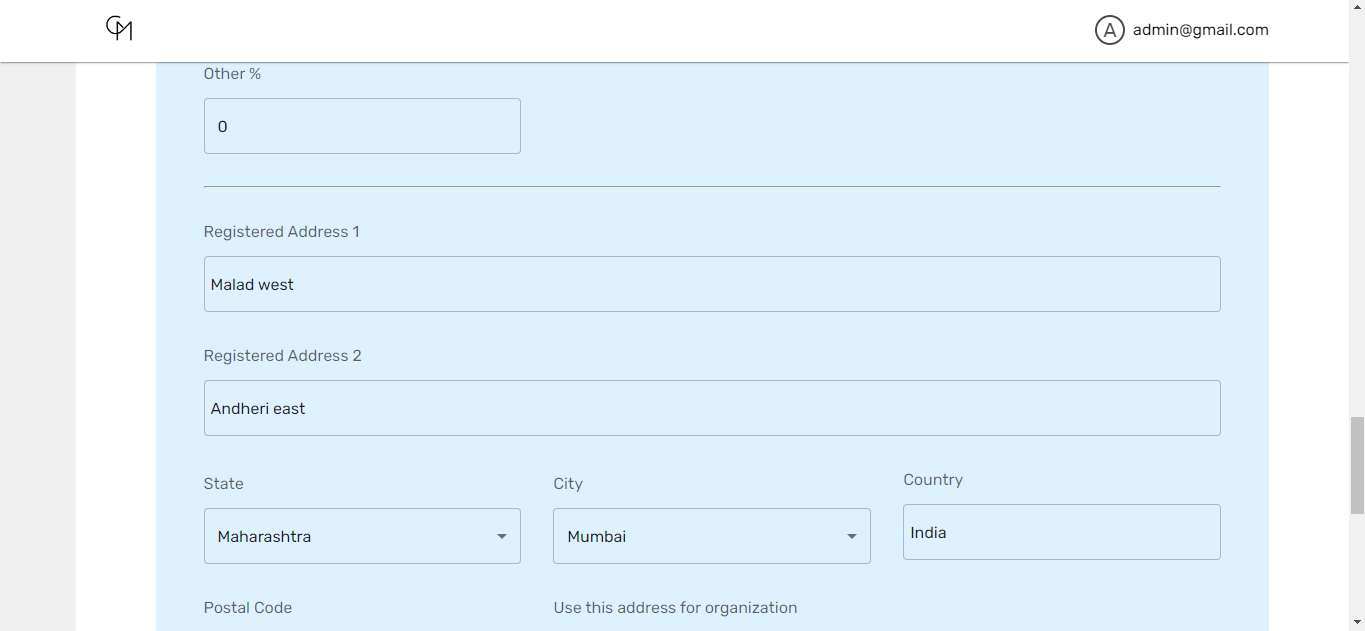 CM
A admin@gmail.com
Other %
0
Registered Address 1
Malad west
Registered Address 2
Andheri east
State City Country
Maharashtra Mumbai India
Postal Code Use this address for organization